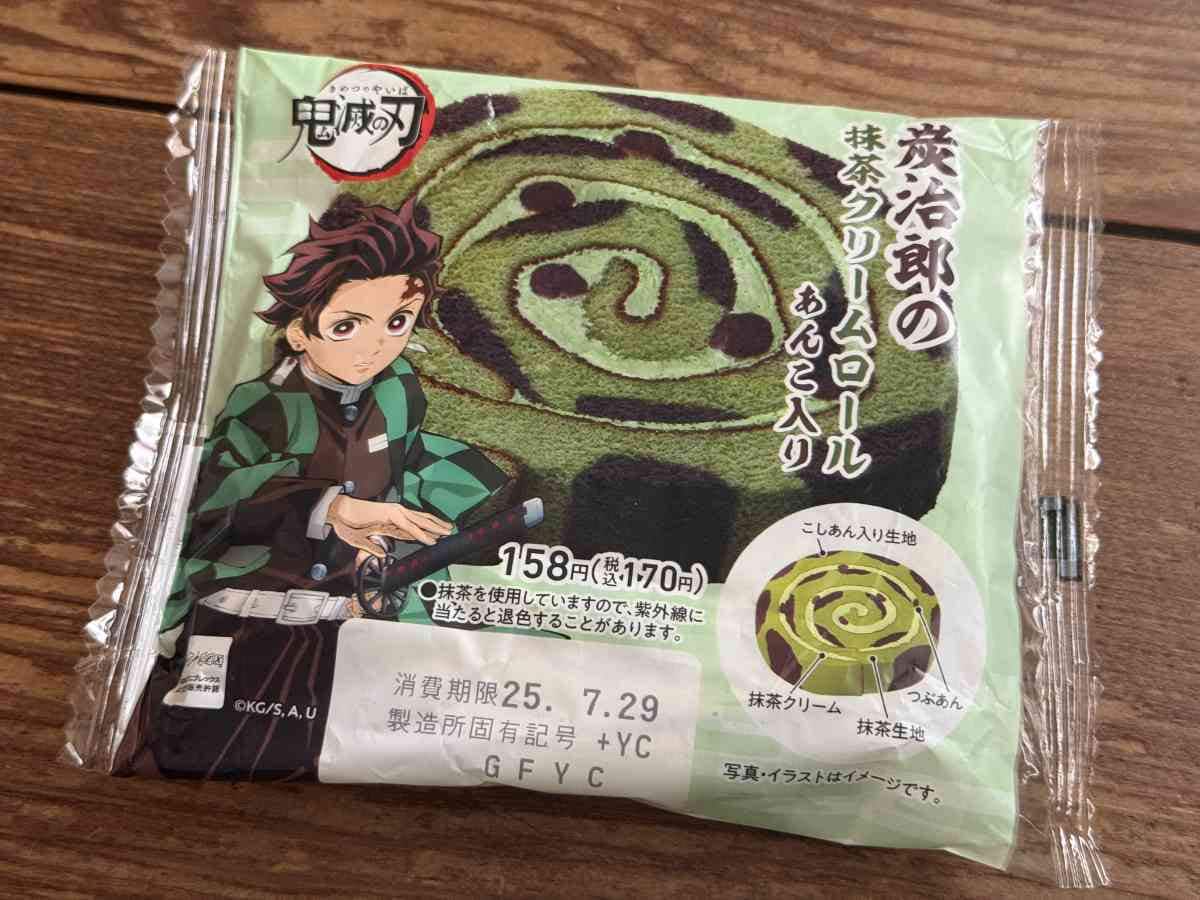 きめつのやいば
鬼滅の刃
炭治郎の
抹茶クリームロール
あんこ入り
158円(税込170円)
●抹茶を使用していますので、紫外線に
当たると退色することがあります。
こしあん入り生地
抹茶クリーム
つぶあん
抹茶生地
©KG/S, A, U
消費期限25. 7.29
製造所固有記号 +YC
GFYC
写真・イラストはイメージです。